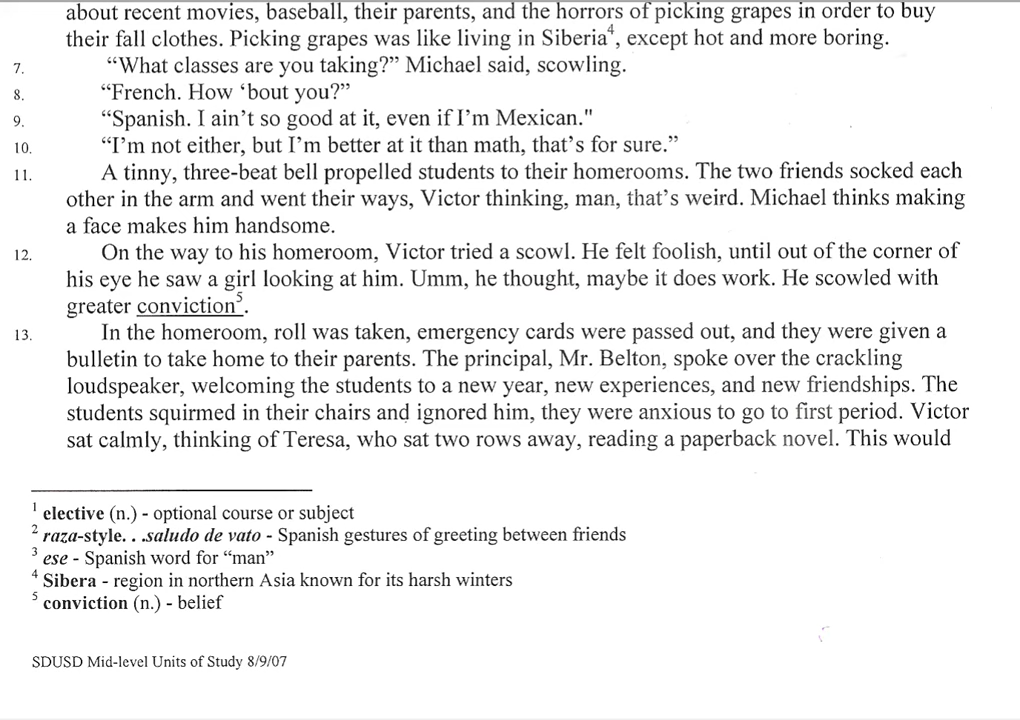 about recent movies, baseball, their parents, and the horrors of picking grapes in order to buy
their fall clothes. Picking grapes was like living in Siberia⁴, except hot and more boring.
7. “What classes are you taking?” Michael said, scowling.
8. “French. How ‘bout you?”
9. “Spanish. I ain’t so good at it, even if I’m Mexican."
10. “I’m not either, but I’m better at it than math, that’s for sure.”
11. A tinny, three-beat bell propelled students to their homerooms. The two friends socked each
other in the arm and went their ways, Victor thinking, man, that’s weird. Michael thinks making
a face makes him handsome.
12. On the way to his homeroom, Victor tried a scowl. He felt foolish, until out of the corner of
his eye he saw a girl looking at him. Umm, he thought, maybe it does work. He scowled with
greater conviction⁵.
13. In the homeroom, roll was taken, emergency cards were passed out, and they were given a
bulletin to take home to their parents. The principal, Mr. Belton, spoke over the crackling
loudspeaker, welcoming the students to a new year, new experiences, and new friendships. The
students squirmed in their chairs and ignored him, they were anxious to go to first period. Victor
sat calmly, thinking of Teresa, who sat two rows away, reading a paperback novel. This would
¹ elective (n.) - optional course or subject
² raza-style. . .saludo de vato - Spanish gestures of greeting between friends
³ ese - Spanish word for “man”
⁴ Sibera - region in northern Asia known for its harsh winters
⁵ conviction (n.) - belief
SDUSD Mid-level Units of Study 8/9/07